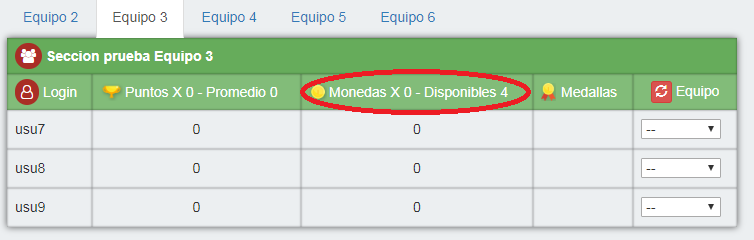 Equipo 2 Equipo 3 Equipo 4 Equipo 5 Equipo 6
Seccion prueba Equipo 3
Login Puntos X 0 - Promedio 0 Monedas X 0 - Disponibles 4 Medallas Equipo
usu7 0 0 --
usu8 0 0 --
usu9 0 0 --